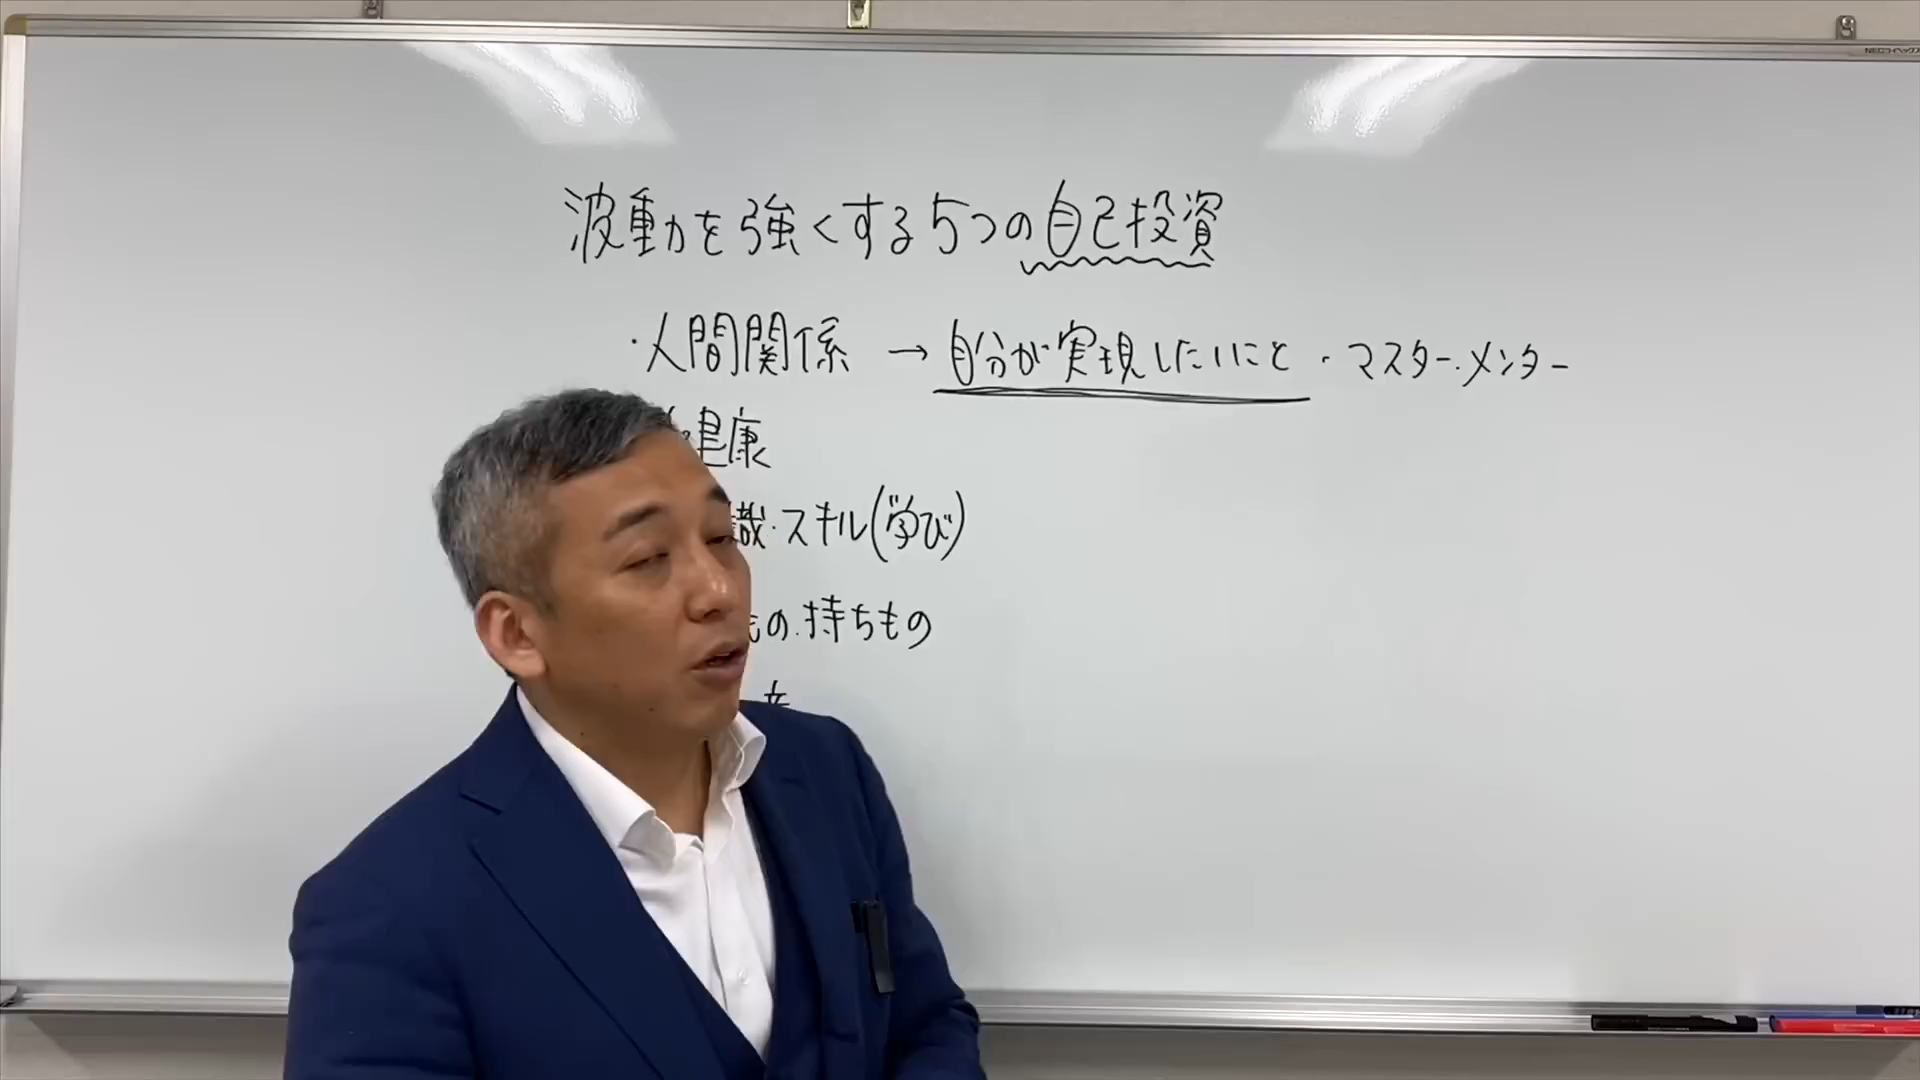 波動を強くする5つの自己投資
・人間関係 → 自分が実現したいこと・マスター・メンター
健康
識・スキル(学び)
もの・持ちもの